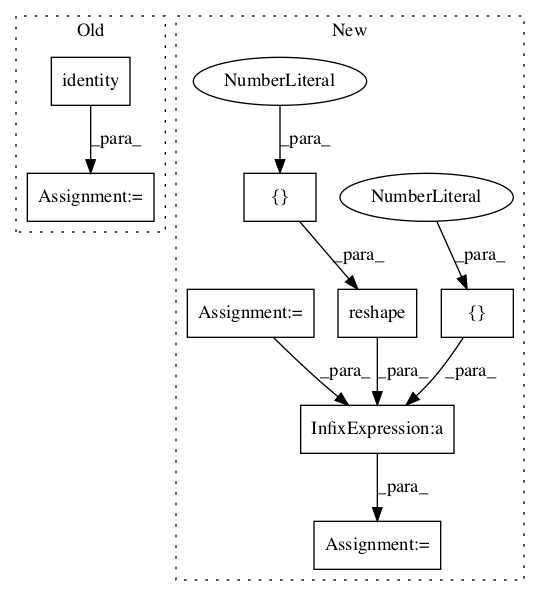 Old
New
identity
NumberLiteral
_para_
_para_
Assignment:=
{}
NumberLiteral
_para_
_para_
Assignment:=
reshape
{}
_para_
_para_
_para_
InfixExpression:a
_para_
Assignment:=